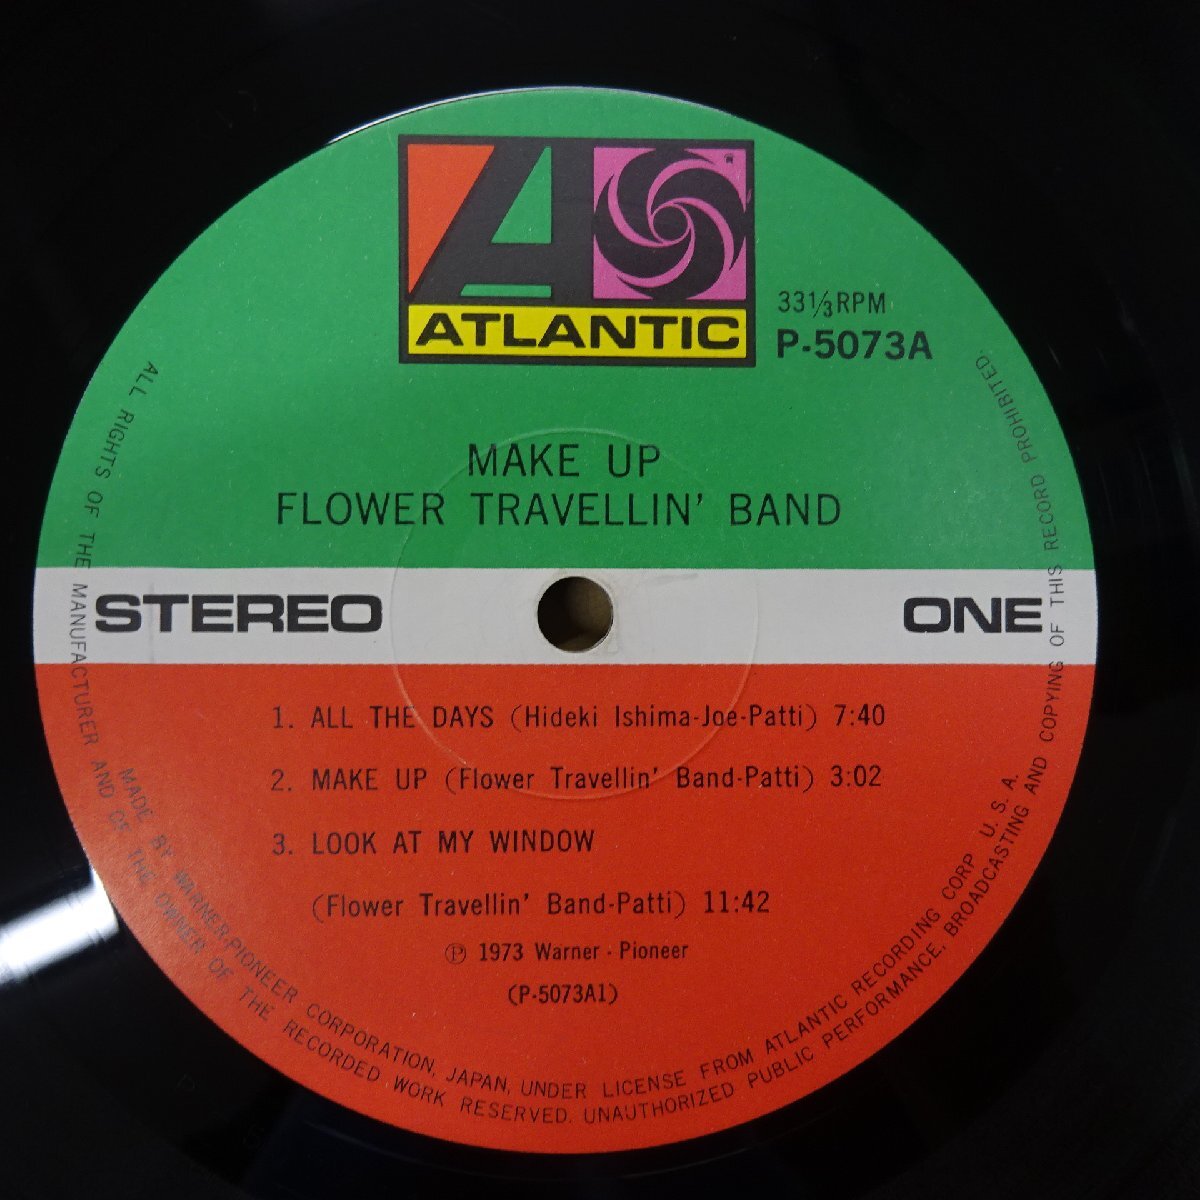 ATLANTIC
33⅓RPM
P-5073A
MAKE UP
FLOWER TRAVELLIN' BAND
STEREO
ONE
1. ALL THE DAYS (Hideki Ishima-Joe-Patti) 7:40
2. MAKE UP (Flower Travellin' Band-Patti) 3:02
3. LOOK AT MY WINDOW
(Flower Travellin' Band-Patti) 11:42
Ⓟ 1973 Warner - Pioneer
(P-5073A1)
MADE BY WARNER-PIONEER CORPORATION, JAPAN, UNDER LICENSE FROM ATLANTIC RECORDING CORP U. S. A.
ALL RIGHTS OF THE MANUFACTURER AND OF THE OWNER OF THE RECORDED WORK RESERVED. UNAUTHORIZED PUBLIC PERFORMANCE, BROADCASTING AND COPYING OF THIS RECORD PROHIBITED.